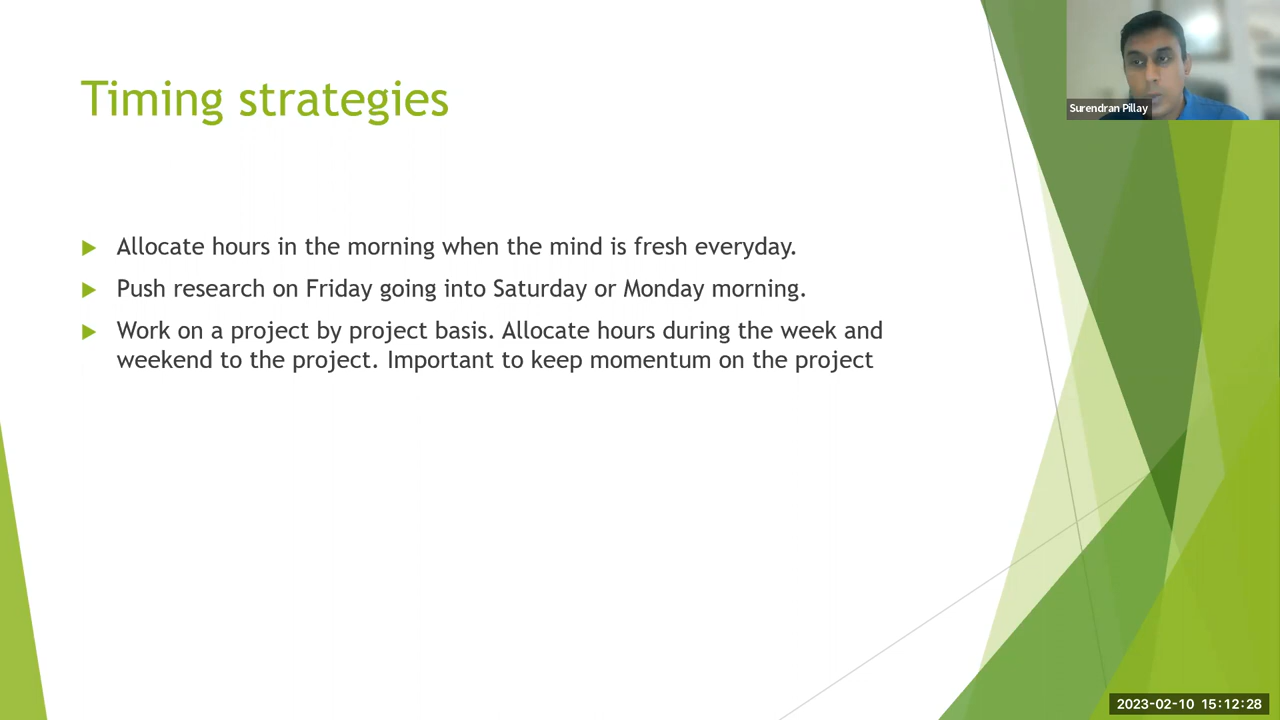 Timing strategies
Surendran Pillay
Allocate hours in the morning when the mind is fresh everyday.
Push research on Friday going into Saturday or Monday morning.
Work on a project by project basis. Allocate hours during the week and
weekend to the project. Important to keep momentum on the project
2023-02-10 15:12:28